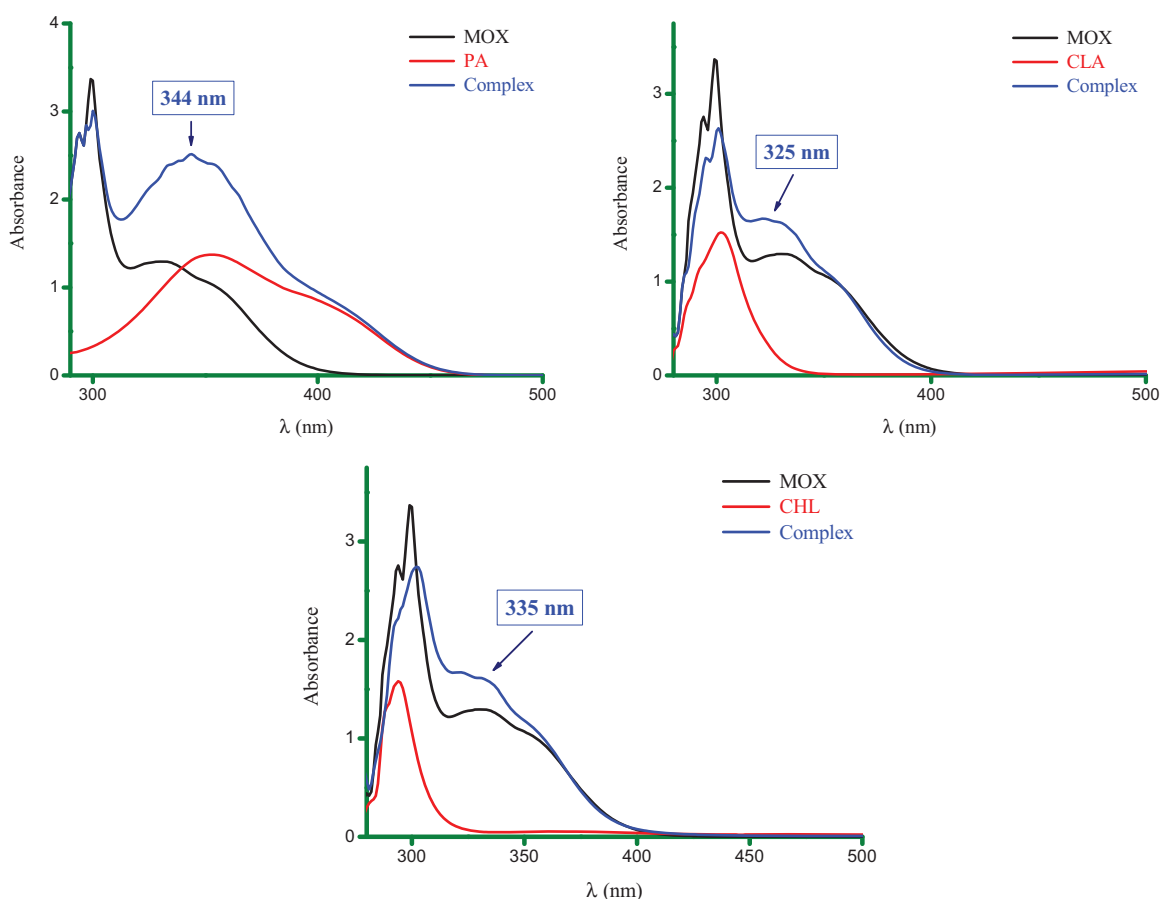 4
3
2
1
0
Absorbance
300
400
500
λ (nm)
MOX
PA
Complex
344 nm
3
2
1
0
Absorbance
300
400
500
λ (nm)
MOX
CLA
Complex
325 nm
3
2
1
0
Absorbance
300
350
400
450
500
λ (nm)
MOX
CHL
Complex
335 nm